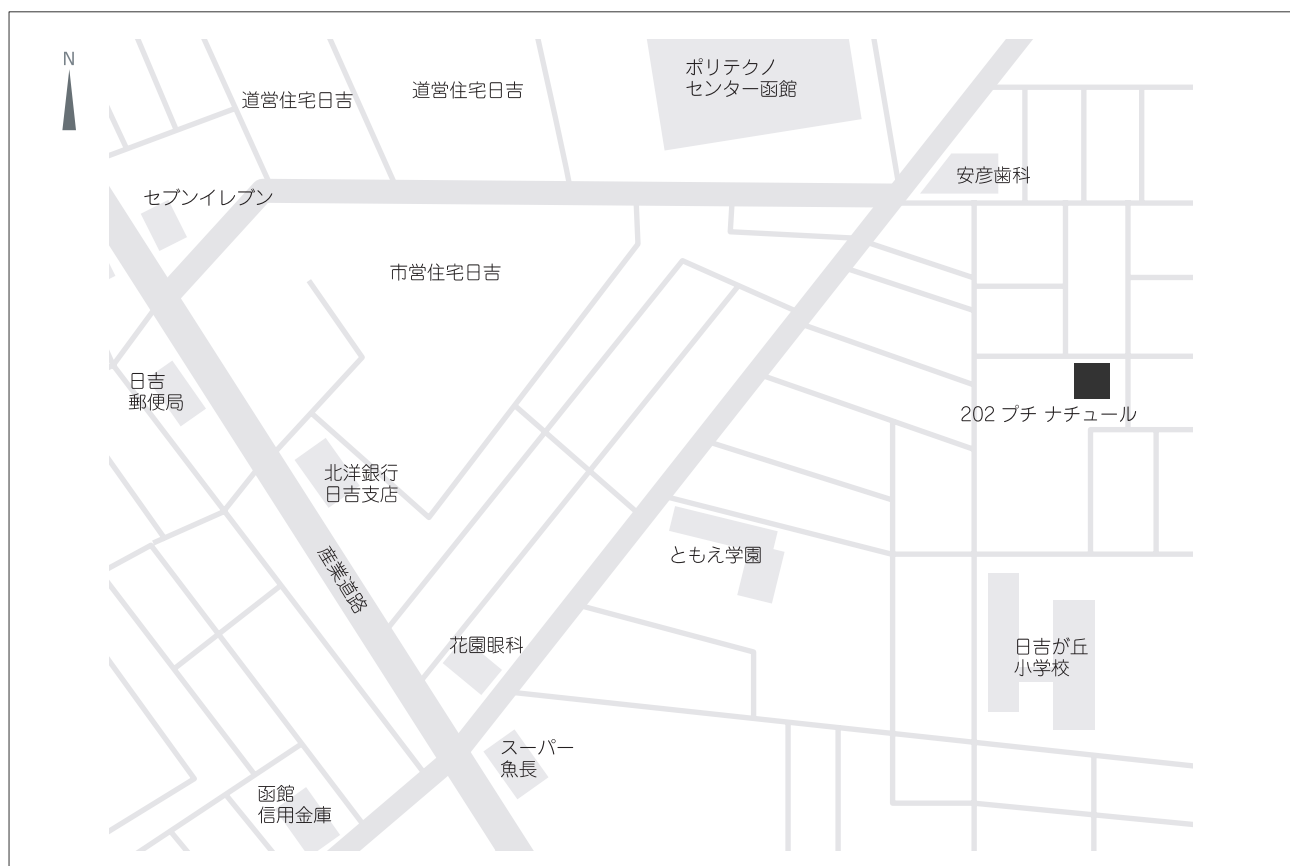 N
ポリテクノ
センター函館
道営住宅日吉
道営住宅日吉
安彦歯科
セブンイレブン
市営住宅日吉
日吉
郵便局
202 プチ ナチュール
北洋銀行
日吉支店
産業道路
ともえ学園
花園眼科
日吉が丘
小学校
スーパー
魚長
函館
信用金庫